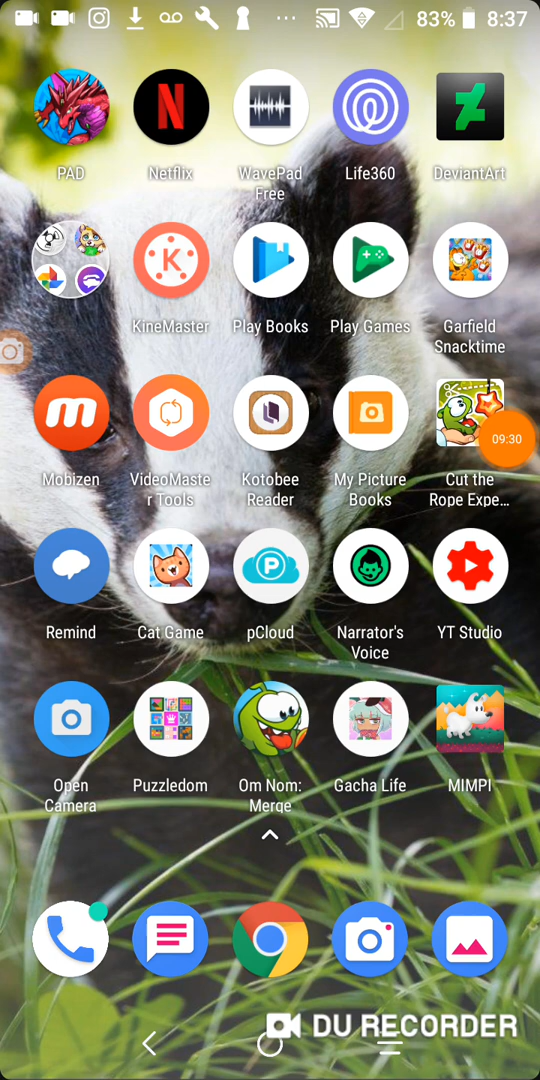 83% 8:37
PAD
Netflix
WavePad
Free
Life360
DeviantArt
KineMaster
Play Books
Play Games
Garfield
Snacktime
09:30
Mobizen
VideoMaste
r Tools
Kotobee
Reader
My Picture
Books
Cut the
Rope Expe...
Remind
Cat Game
pCloud
Narrator's
Voice
YT Studio
Open
Camera
Puzzledom
Om Nom:
Merge
Gacha Life
MIMPI
DU RECORDER